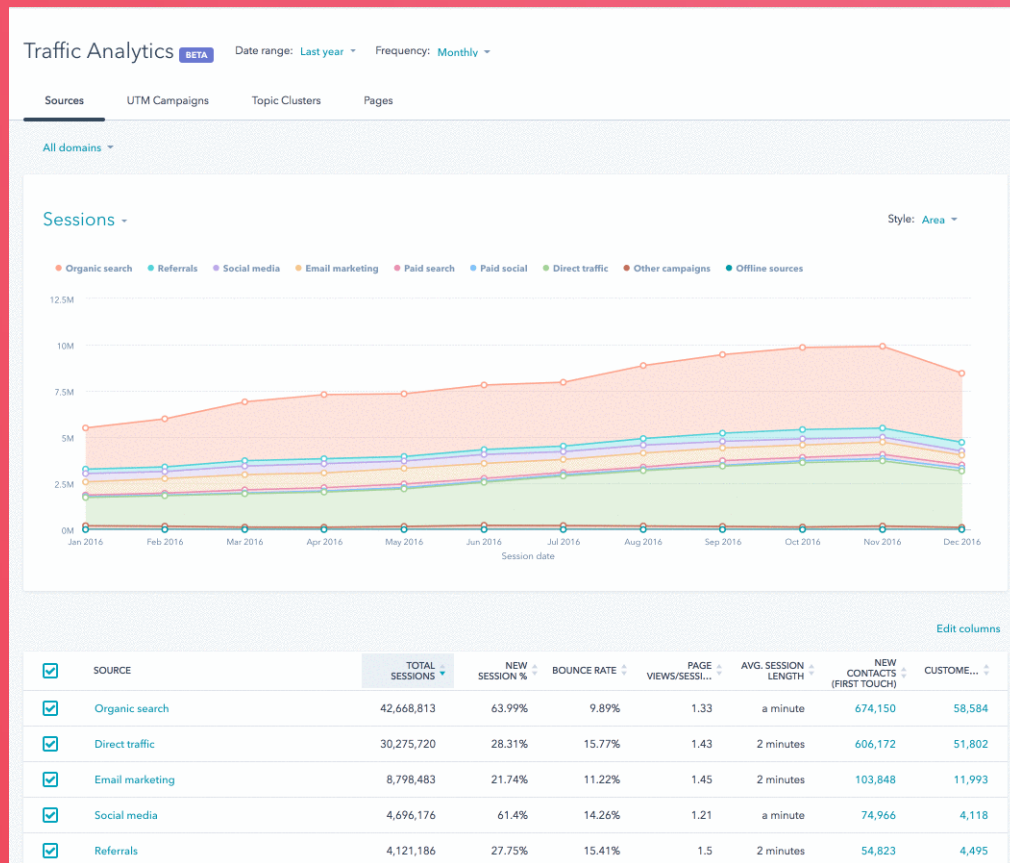 Traffic Analytics BETA Date range: Last year Frequency: Monthly
Sources UTM Campaigns Topic Clusters Pages
All domains
Sessions Style: Area
Organic search Referrals Social media Email marketing Paid search Paid social Direct traffic Other campaigns Offline sources
12.5M
10M
7.5M
5M
2.5M
0M
Jan 2016 Feb 2016 Mar 2016 Apr 2016 May 2016 Jun 2016 Jul 2016 Aug 2016 Sep 2016 Oct 2016 Nov 2016 Dec 2016
Session date
Edit columns
SOURCE TOTAL SESSIONS NEW SESSION % BOUNCE RATE PAGE VIEWS/SESSI... AVG. SESSION LENGTH NEW CONTACTS (FIRST TOUCH) CUSTOME...
Organic search 42,668,813 63.99% 9.89% 1.33 a minute 674,150 58,584
Direct traffic 30,275,720 28.31% 15.77% 1.43 2 minutes 606,172 51,802
Email marketing 8,798,483 21.74% 11.22% 1.45 2 minutes 103,848 11,993
Social media 4,696,176 61.4% 14.26% 1.21 a minute 74,966 4,118
Referrals 4,121,186 27.75% 15.41% 1.5 2 minutes 54,823 4,495